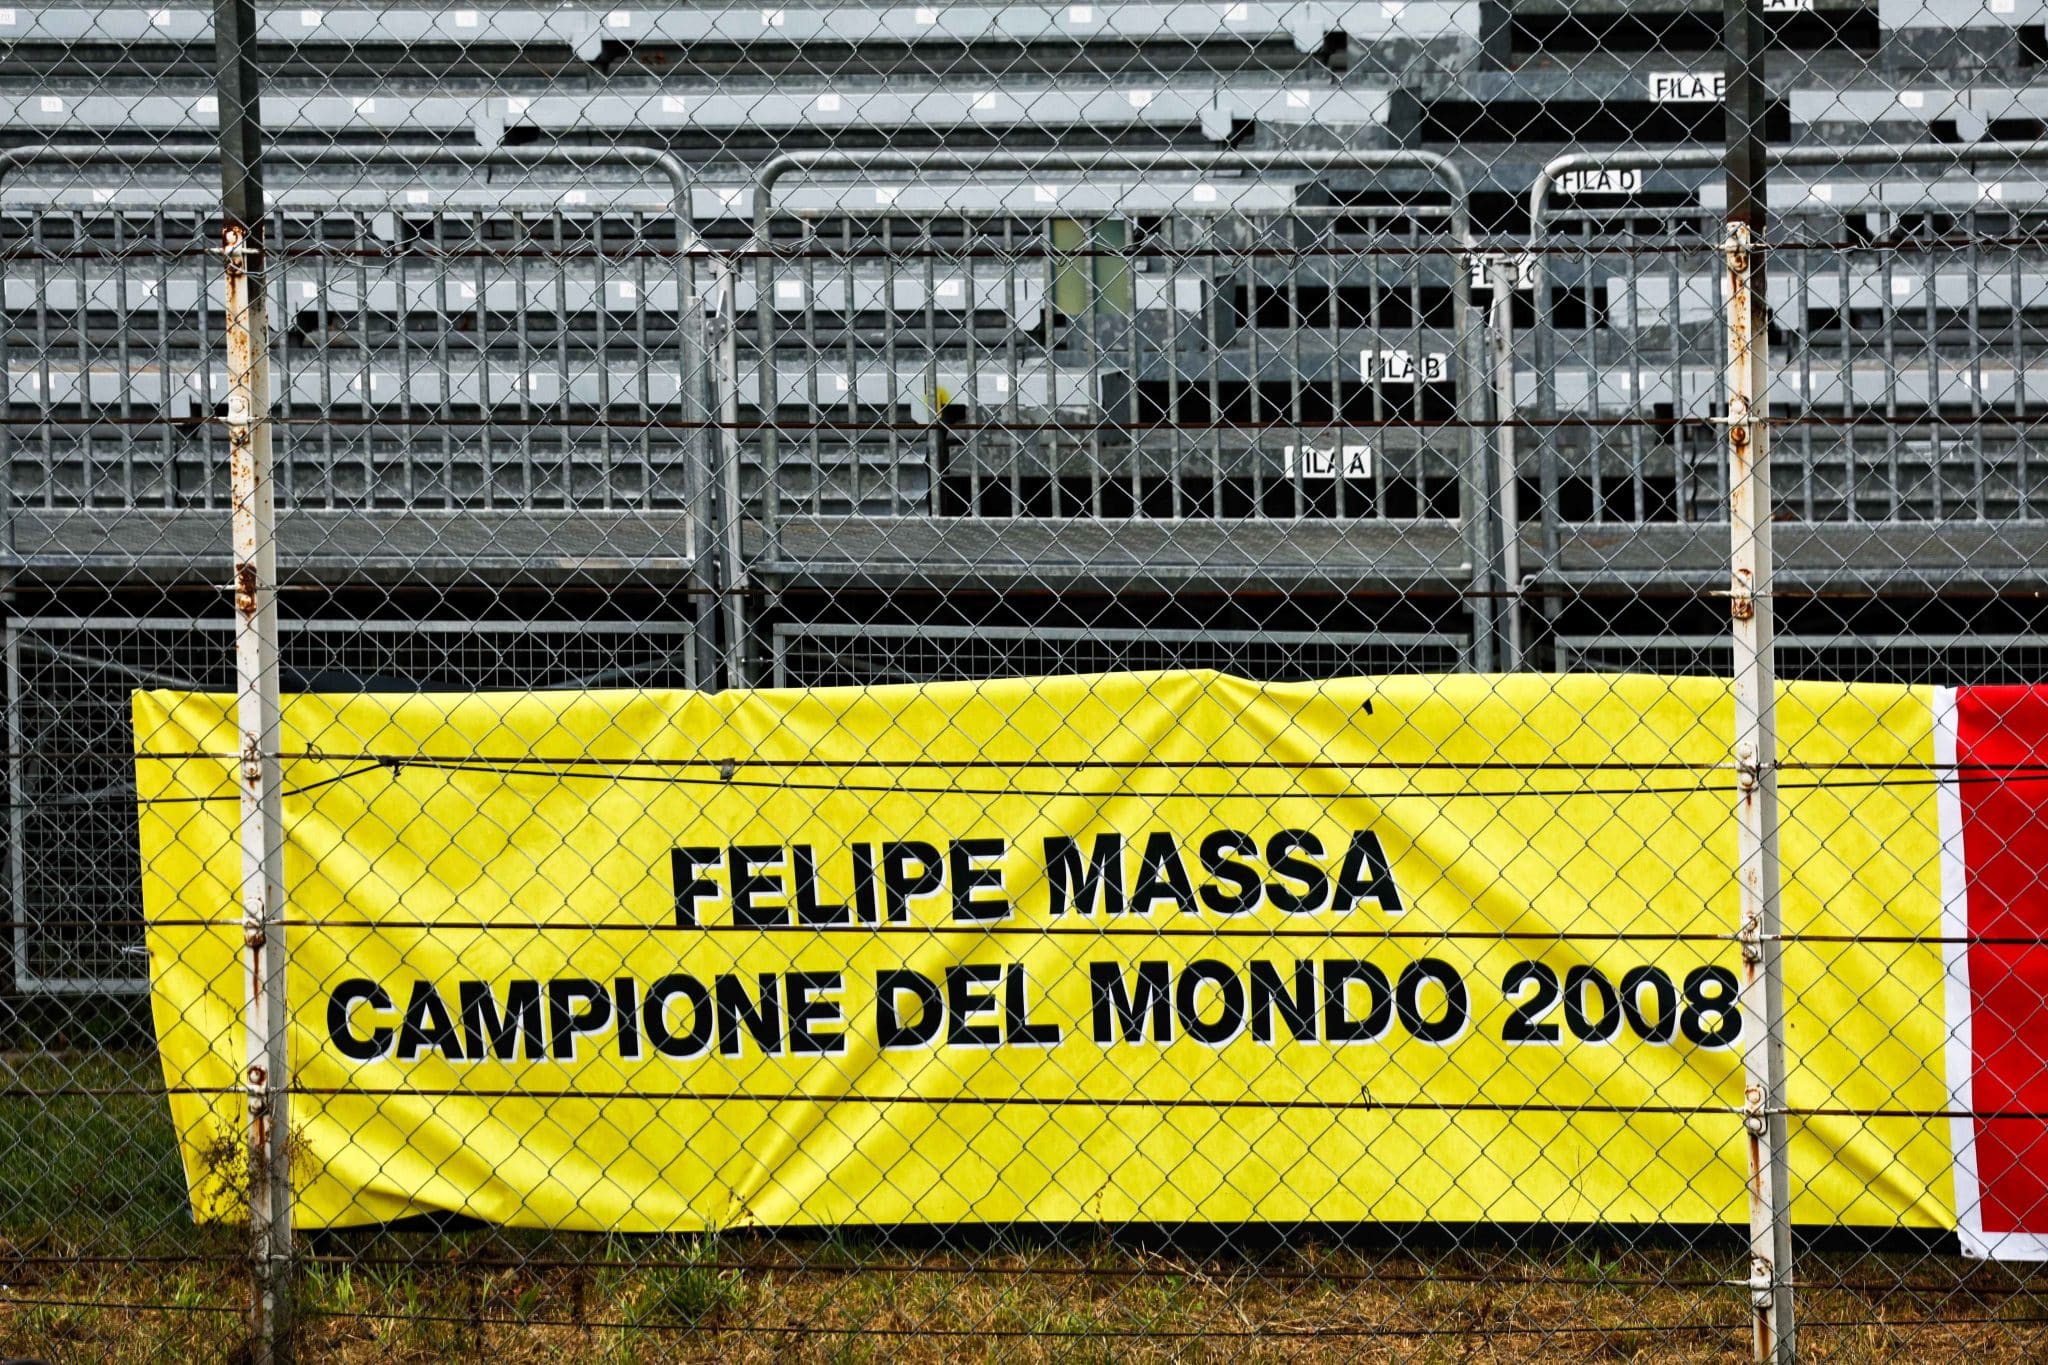 FILA E
FILA D
FILA B
FILA A
FELIPE MASSA
CAMPIONE DEL MONDO 2008